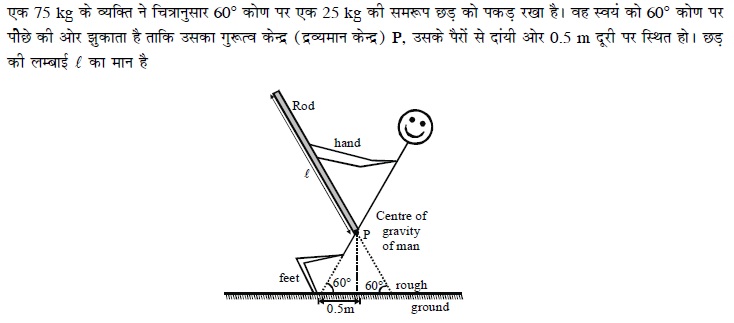 एक 75 kg के व्यक्ति ने चित्रानुसार 60° कोण पर एक 25 kg की समरूप छड़ को पकड़ रखा है। वह स्वयं को 60° कोण पर
पीछे की ओर झुकाता है ताकि उसका गुरूत्व केन्द्र (द्रव्यमान केन्द्र) P, उसके पैरों से दांयी ओर 0.5 m दूरी पर स्थित हो। छड़
की लम्बाई ℓ का मान है
Rod
hand
ℓ
Centre of
P gravity
of man
feet 60° 60° rough
0.5m ground